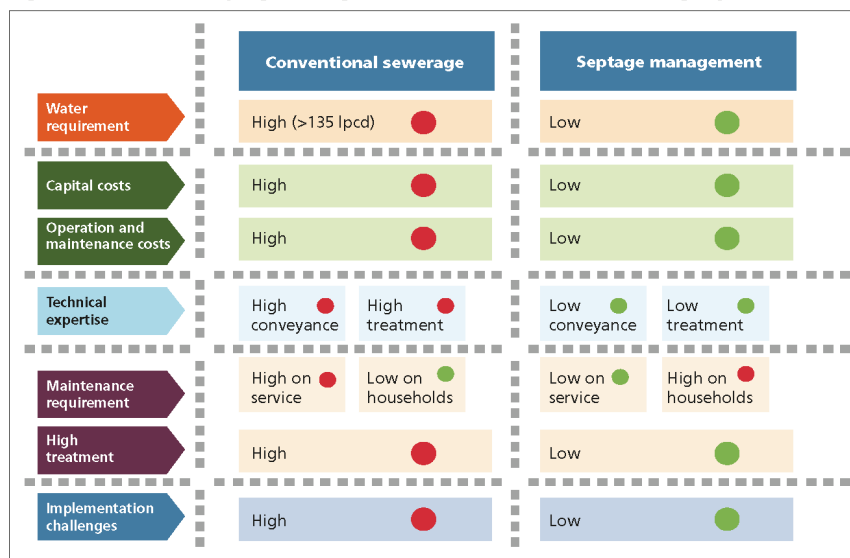 Conventional sewerage
Septage management
Water
requirement
High (>135 lpcd)
Low
Capital costs
High
Low
Operation and
maintenance costs
High
Low
Technical
expertise
High
conveyance
High
treatment
Low
conveyance
Low
treatment
Maintenance
requirement
High on
service
Low on
households
Low on
service
High on
households
High
treatment
High
Low
Implementation
challenges
High
Low